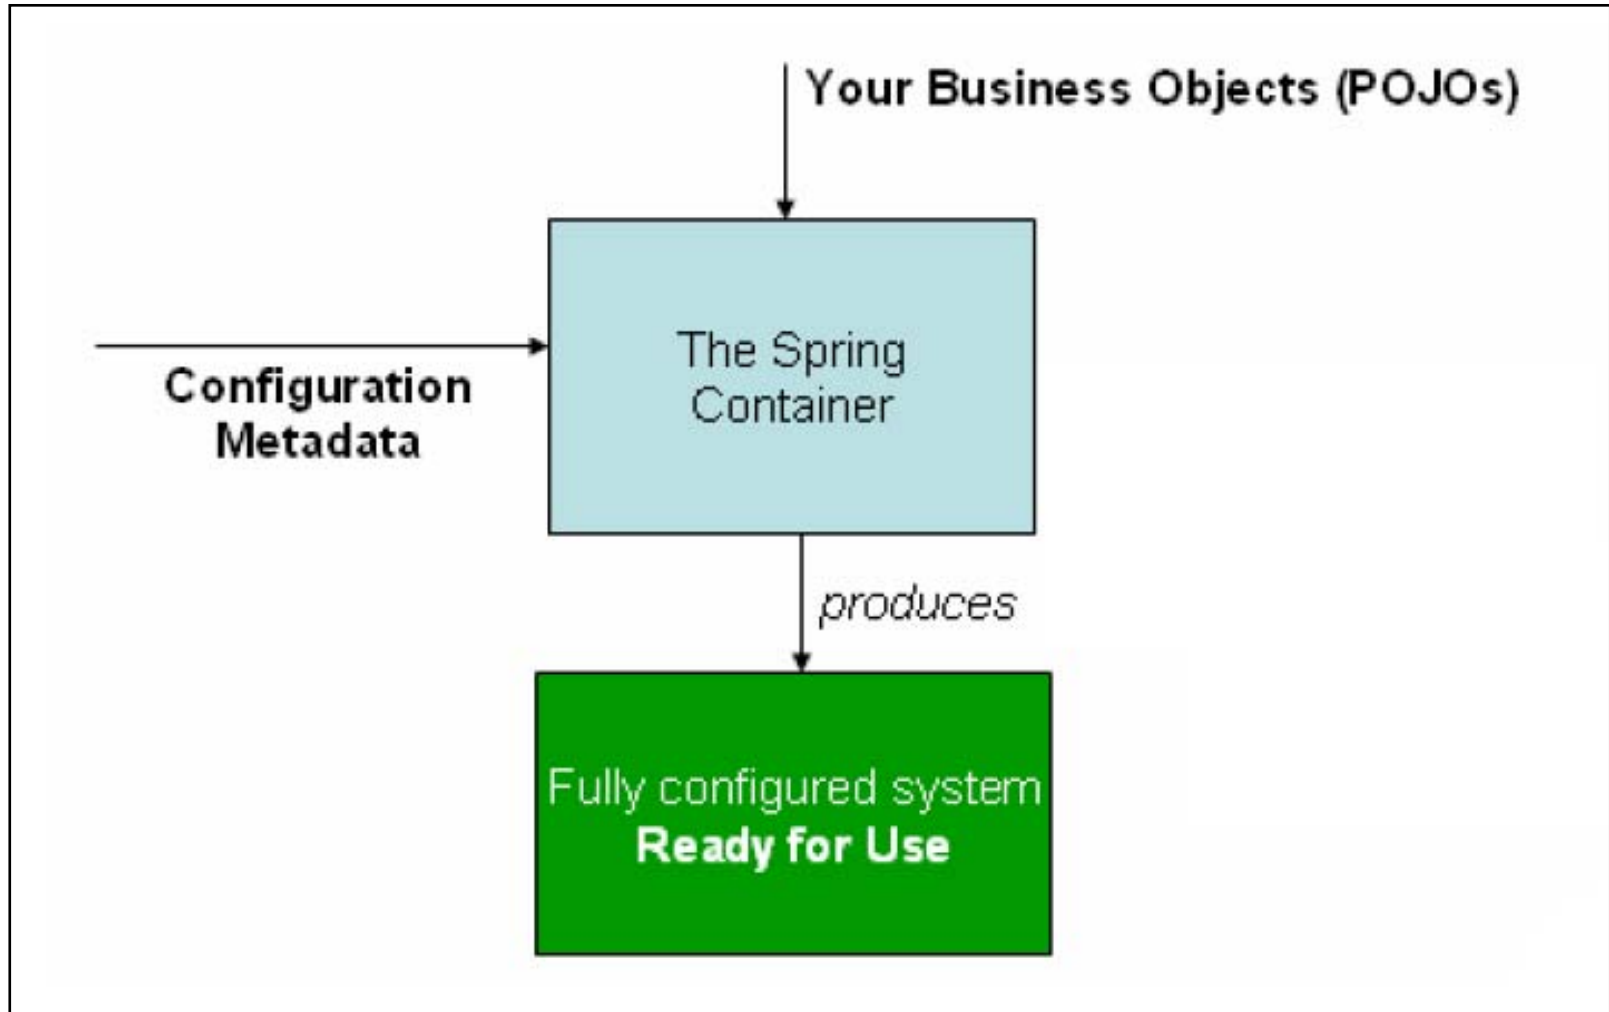 Your Business Objects (POJOs)
The Spring
Container
Configuration
Metadata
produces
Fully configured system
Ready for Use